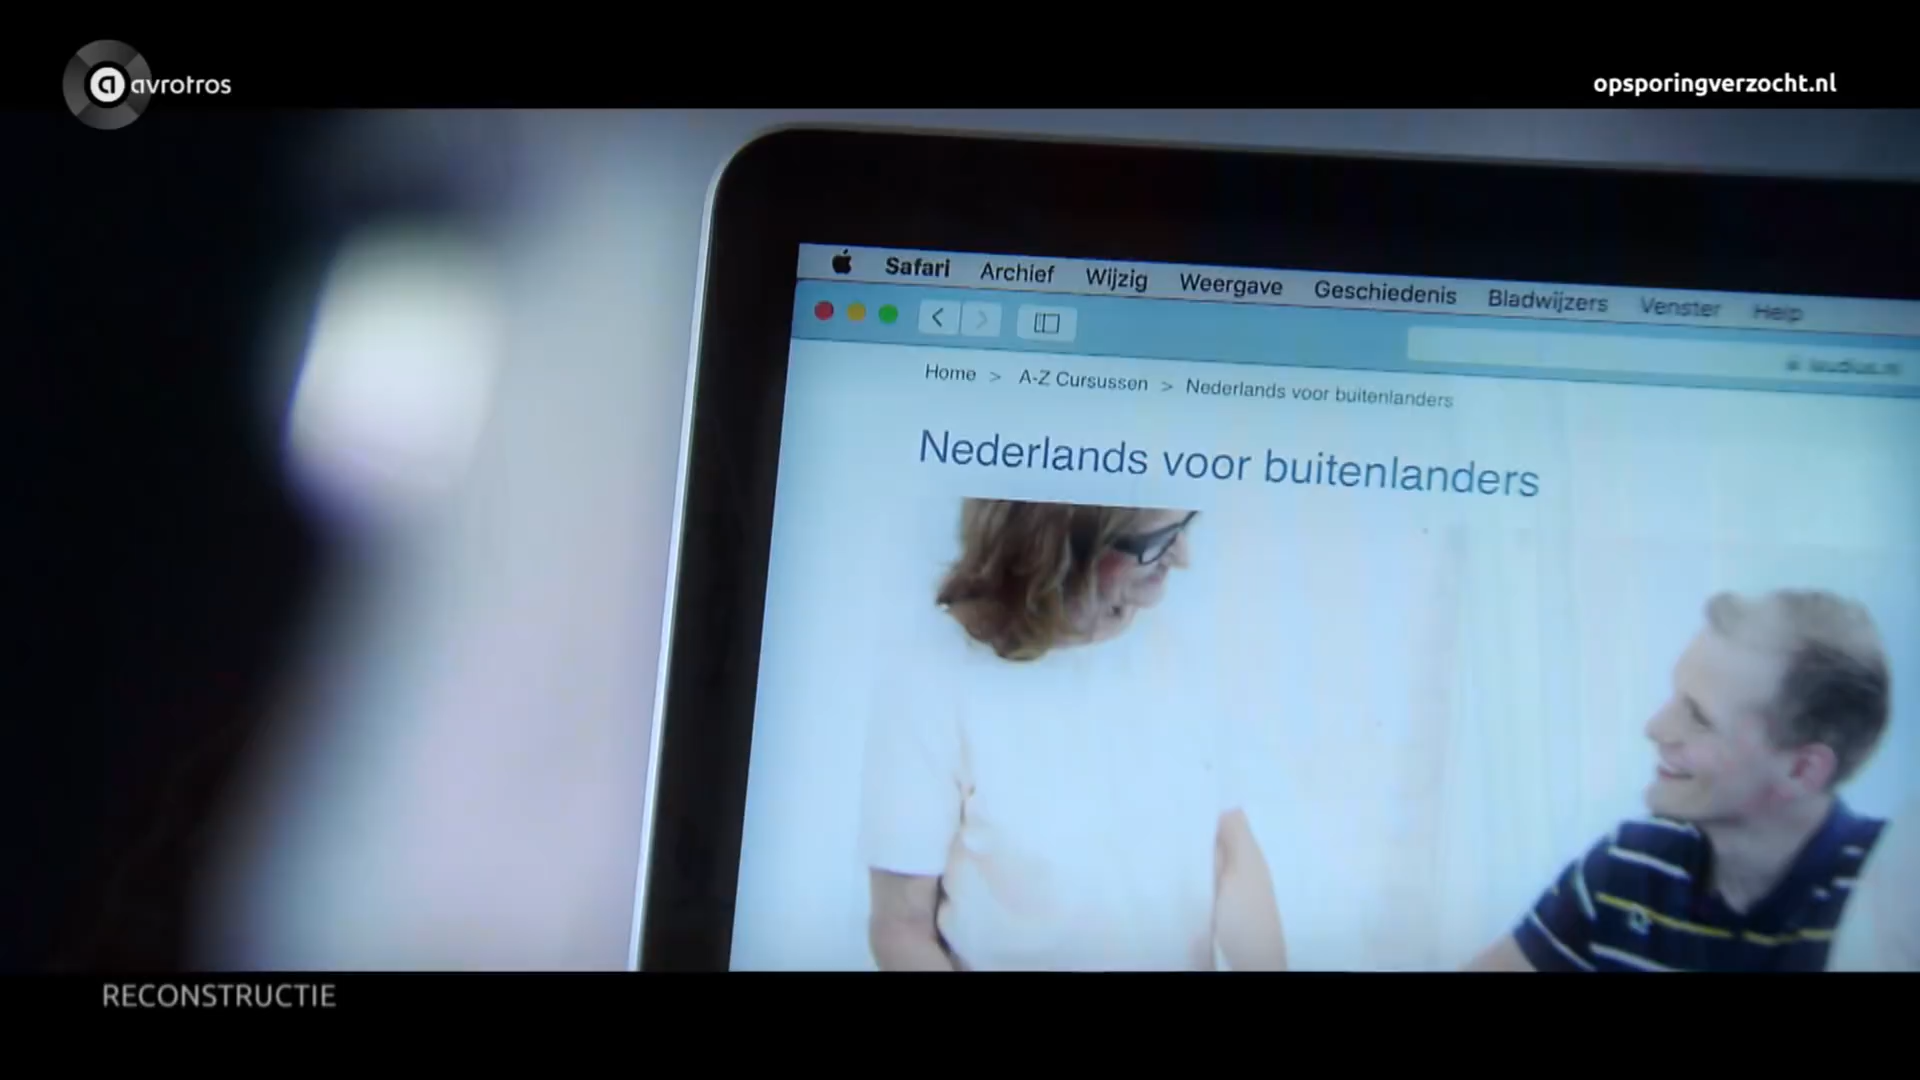 avrotros
opsporingverzocht.nl
Safari Archief Wijzig Weergave Geschiedenis Bladwijzers Venster Help
Home > A-Z Cursussen > Nederlands voor buitenlanders
Nederlands voor buitenlanders
RECONSTRUCTIE